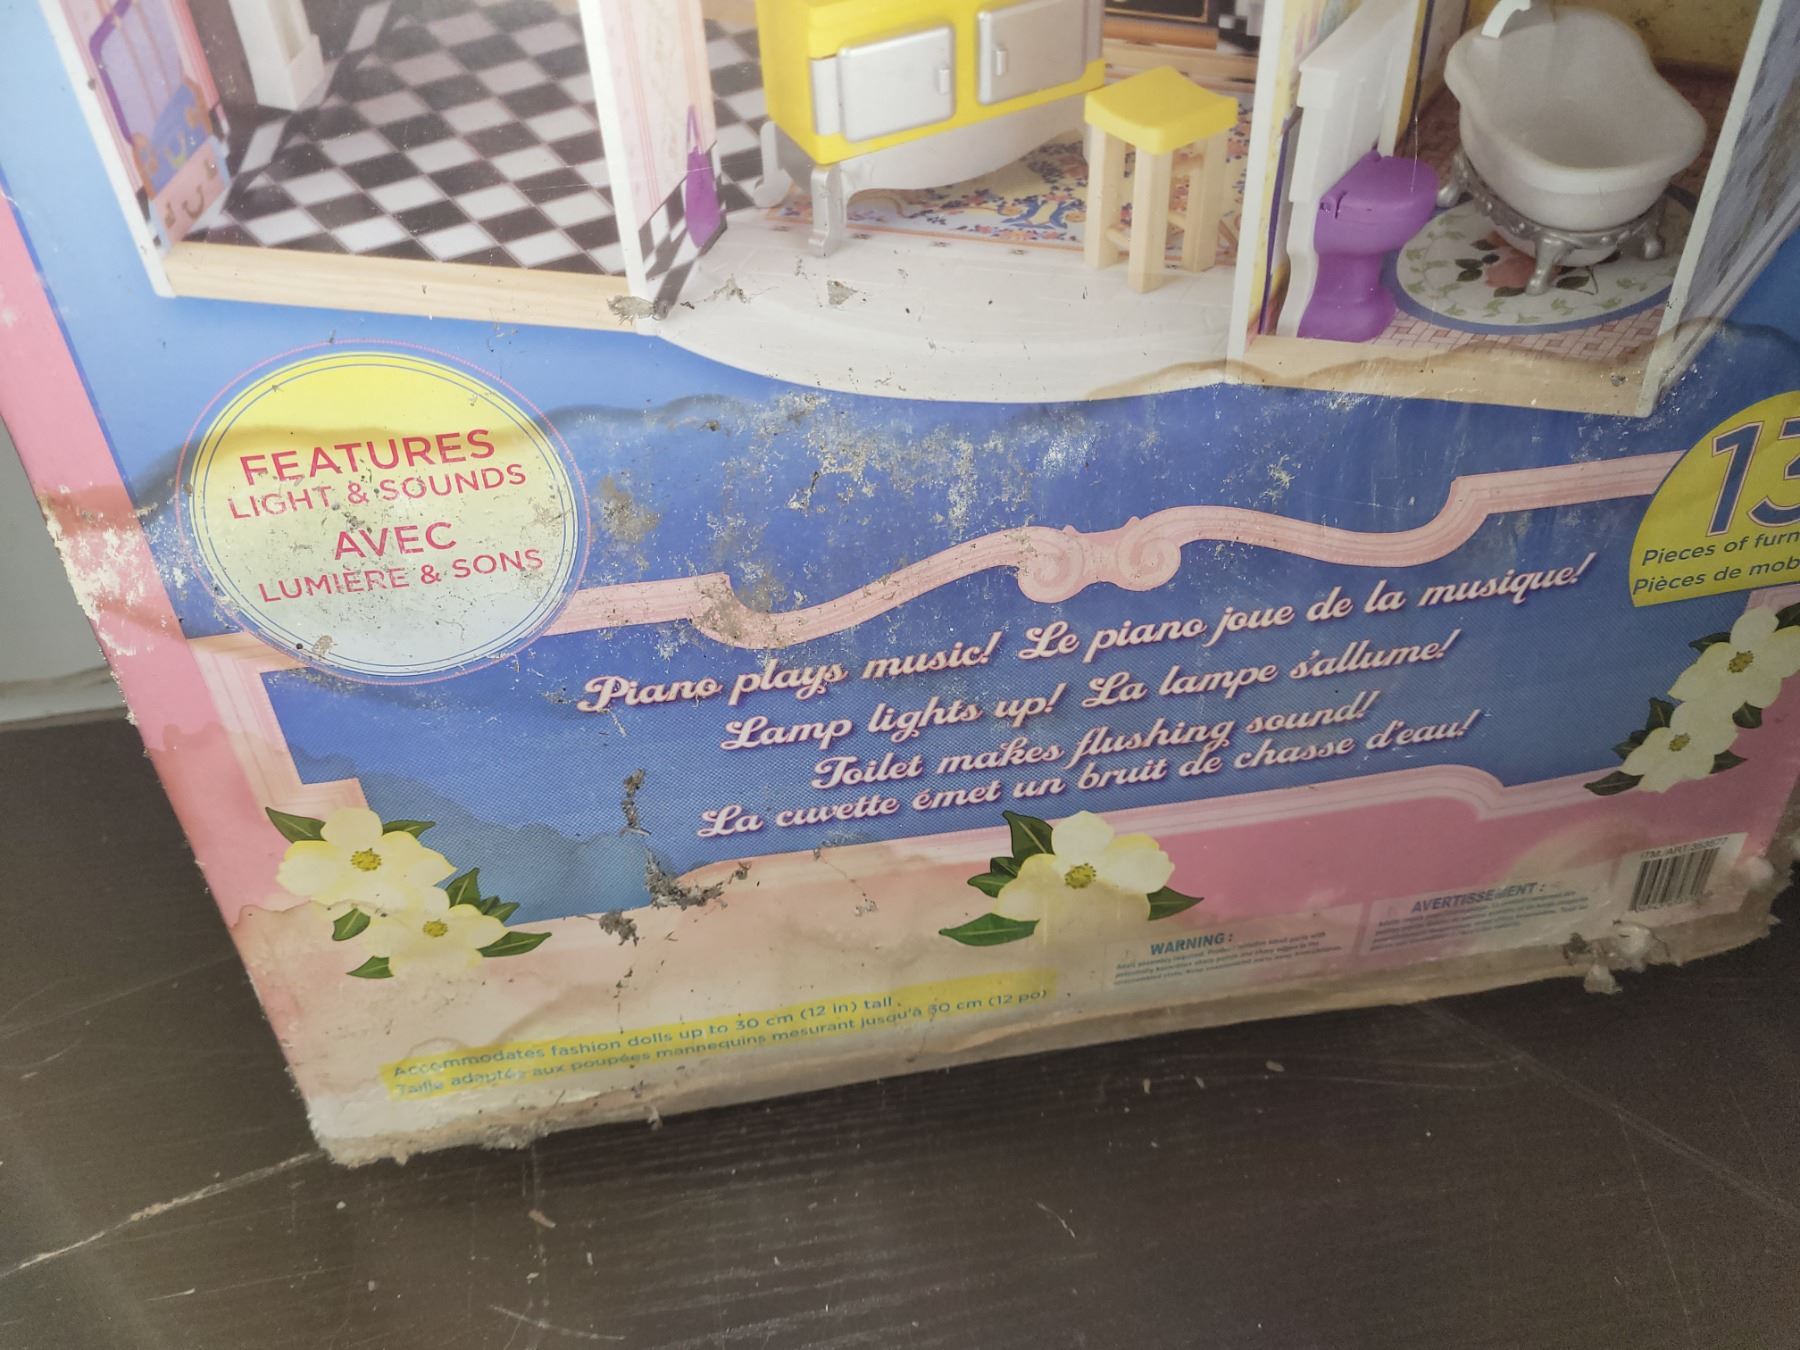 FEATURES
LIGHT & SOUNDS
AVEC
LUMIÈRE & SONS
13
Pieces of furn
Pièces de mob
Piano plays music! Le piano joue de la musique!
Lamp lights up! La lampe s'allume!
Toilet makes flushing sound!
La cuvette émet un bruit de chasse d'eau!
ITM./ART.
WARNING:
AVERTISSEMENT:
Accommodates fashion dolls up to 30 cm (12 in) tall.
Taille adaptée aux poupées mannequins mesurant jusqu'à 30 cm (12 po)